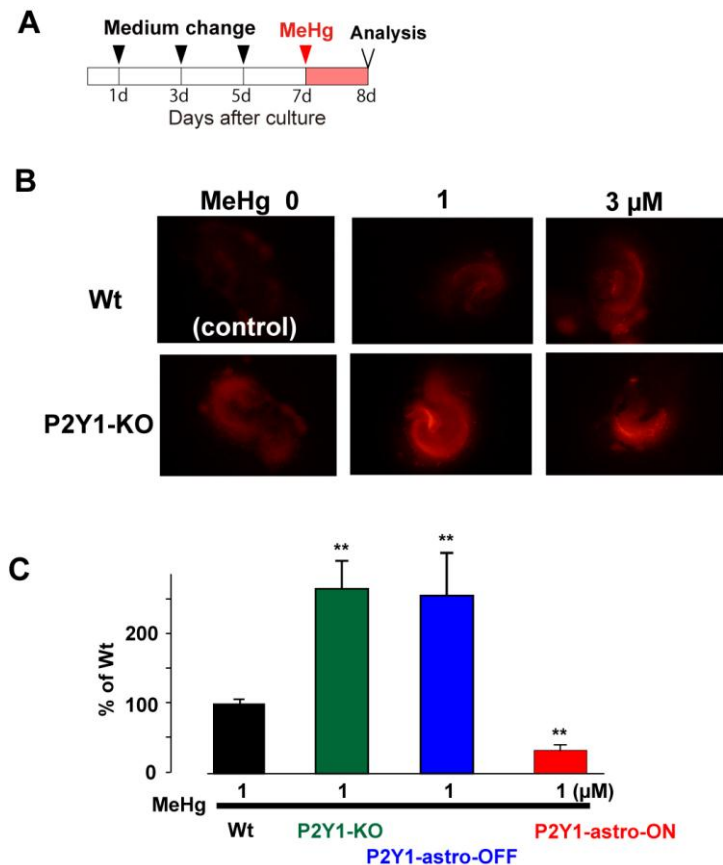 A
Medium change MeHg Analysis
1d 3d 5d 7d 8d
Days after culture
B
MeHg 0 1 3 µM
Wt
(control)
P2Y1-KO
C
** **
200
% of Wt
100
**
0
1 1 1 1 (µM)
MeHg
Wt P2Y1-KO P2Y1-astro-ON
P2Y1-astro-OFF